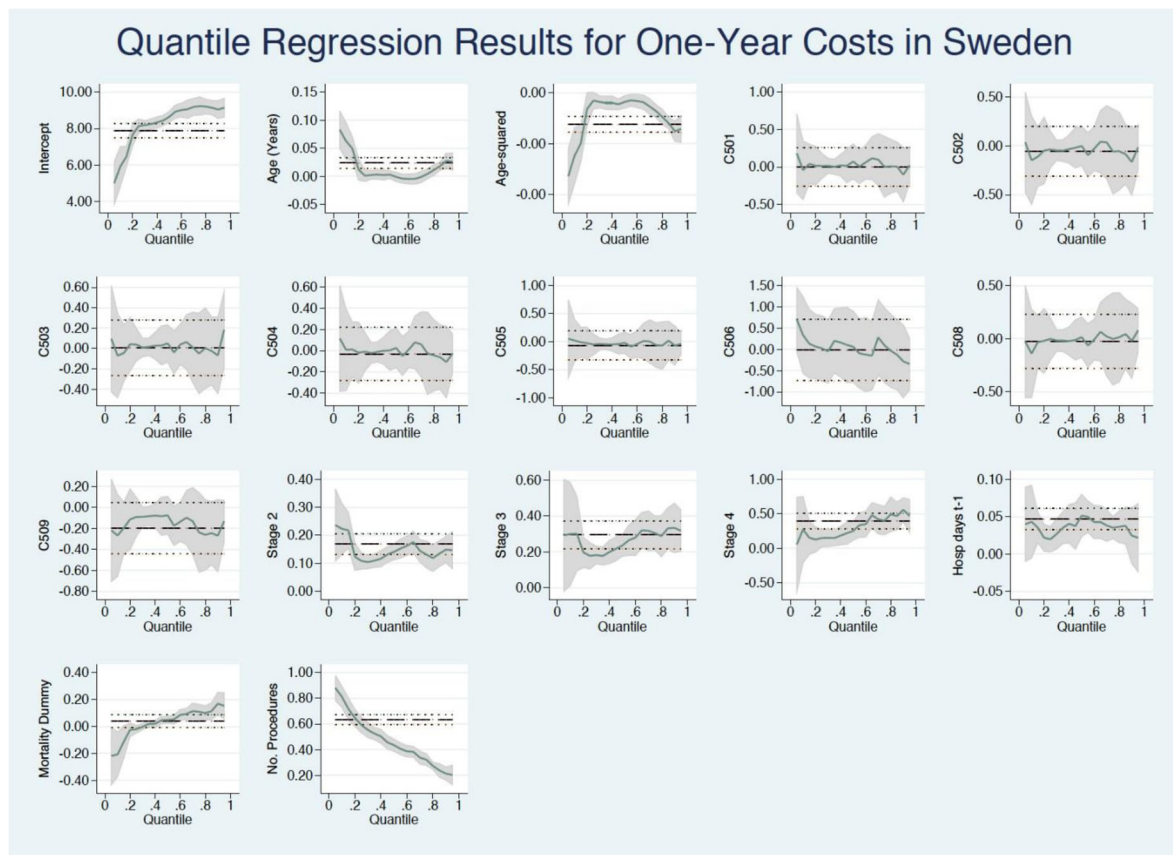 Quantile Regression Results for One-Year Costs in Sweden
Intercept
10.00
8.00
6.00
4.00
0 .2 .4 .6 .8 1
Quantile
Age (Years)
0.15
0.10
0.05
0.00
-0.05
0 .2 .4 .6 .8 1
Quantile
Age-squared
0.00
-0.00
-0.00
0 .2 .4 .6 .8 1
Quantile
C501
1.00
0.50
0.00
-0.50
0 .2 .4 .6 .8 1
Quantile
C502
0.50
0.00
-0.50
0 .2 .4 .6 .8 1
Quantile
C503
0.60
0.40
0.20
0.00
-0.20
-0.40
0 .2 .4 .6 .8 1
Quantile
C504
0.60
0.40
0.20
0.00
-0.20
-0.40
0 .2 .4 .6 .8 1
Quantile
C505
1.00
0.50
0.00
-0.50
-1.00
0 .2 .4 .6 .8 1
Quantile
C506
1.50
1.00
0.50
0.00
-0.50
-1.00
0 .2 .4 .6 .8 1
Quantile
C508
0.50
0.00
-0.50
0 .2 .4 .6 .8 1
Quantile
C509
0.20
0.00
-0.20
-0.40
-0.60
-0.80
0 .2 .4 .6 .8 1
Quantile
Stage 2
0.40
0.30
0.20
0.10
0.00
0 .2 .4 .6 .8 1
Quantile
Stage 3
0.60
0.40
0.20
0.00
0 .2 .4 .6 .8 1
Quantile
Stage 4
1.00
0.50
0.00
-0.50
0 .2 .4 .6 .8 1
Quantile
Hosp days t-1
0.10
0.05
0.00
-0.05
0 .2 .4 .6 .8 1
Quantile
Mortality Dummy
0.40
0.20
0.00
-0.20
-0.40
0 .2 .4 .6 .8 1
Quantile
No. Procedures
1.00
0.80
0.60
0.40
0.20
0 .2 .4 .6 .8 1
Quantile